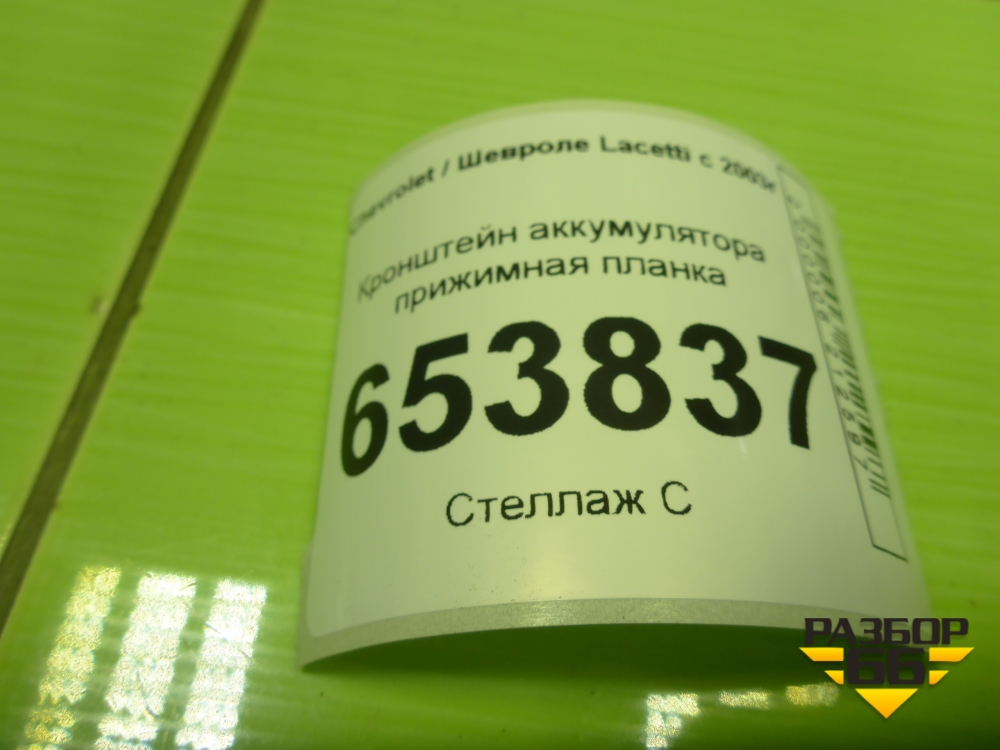 Chevrolet / Шевроле Lacetti с 2003г
Кронштейн аккумулятора
прижимная планка
653837
Стеллаж С
РАЗБОР
66